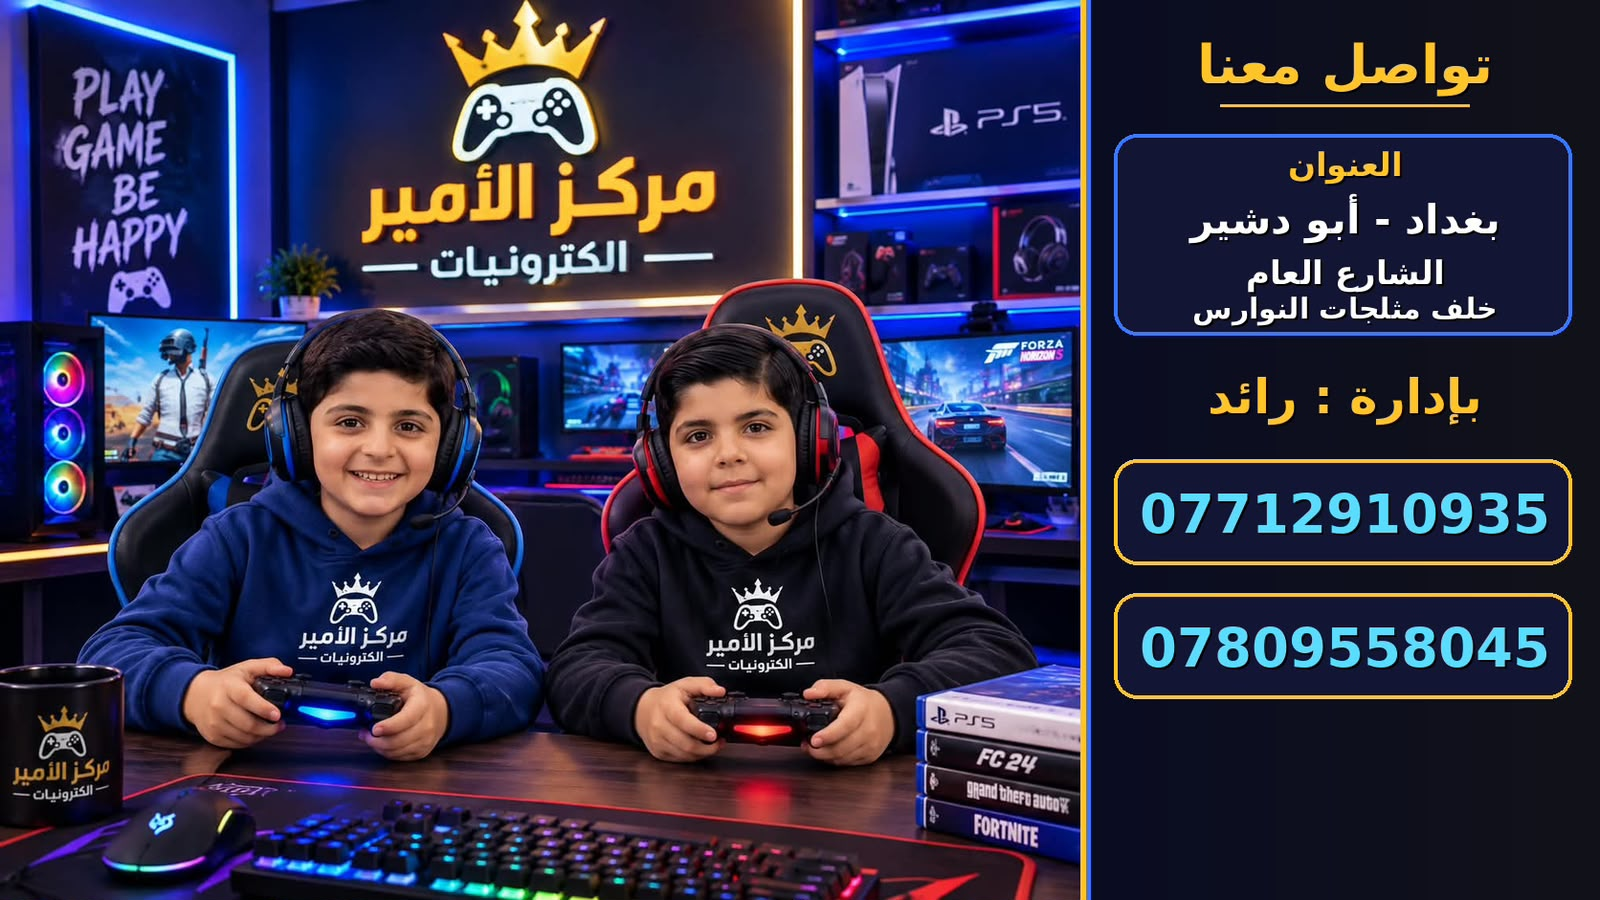 PLAY
GAME
BE
HAPPY
مركز الأمير
الكترونيات
PS5
FORZA
HORIZON 5
مركز الأمير
الكترونيات
مركز الأمير
الكترونيات
مركز الأمير
الكترونيات
PS5
FC 24
grand theft auto V
FORTNITE
تواصل معنا
العنوان
بغداد - أبو دشير
الشارع العام
خلف مثلجات النوارس
بإدارة : رائد
07712910935
07809558045